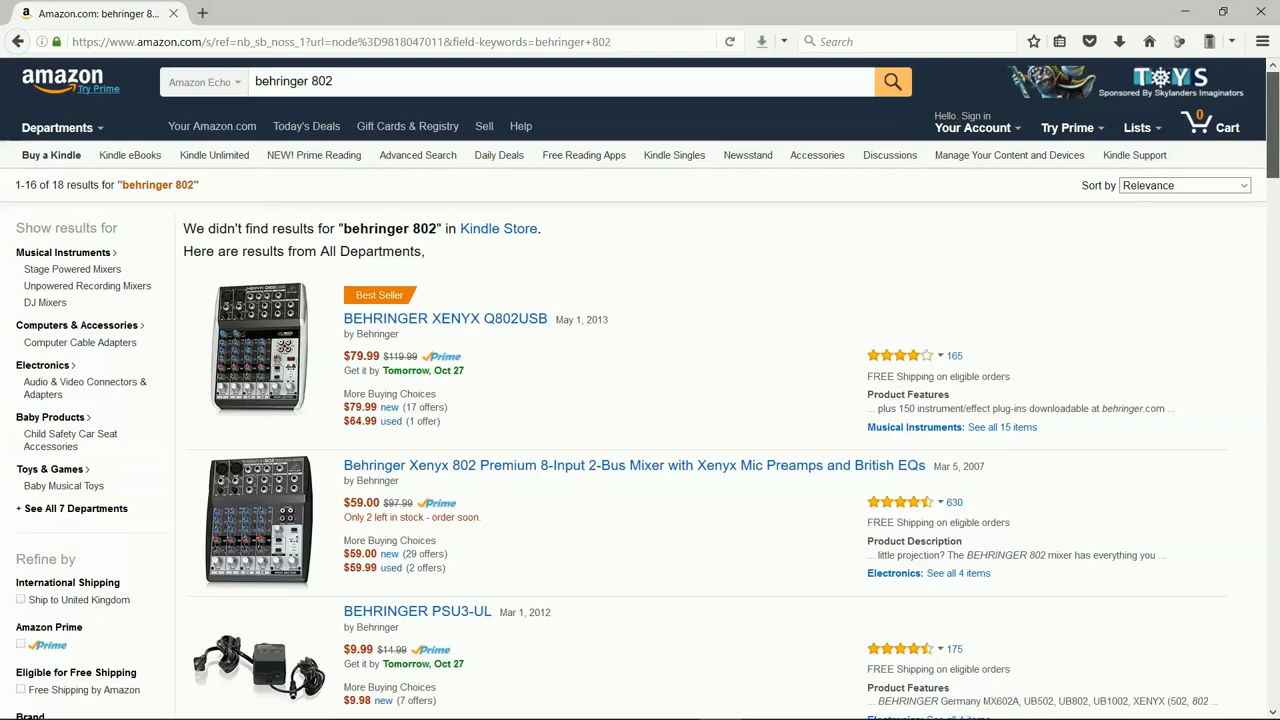 Amazon.com: behringer 8...
https://www.amazon.com/s/ref=nb_sb_noss_1?url=node%3D9818047011&field-keywords=behringer+802
Search
amazon
Try Prime
Amazon Echo
behringer 802
TOYS
Sponsored By Skylanders Imaginators
Departments
Your Amazon.com
Today's Deals
Gift Cards & Registry
Sell
Help
Hello. Sign in
Your Account
Try Prime
Lists
0
Cart
Buy a Kindle
Kindle eBooks
Kindle Unlimited
NEW! Prime Reading
Advanced Search
Daily Deals
Free Reading Apps
Kindle Singles
Newsstand
Accessories
Discussions
Manage Your Content and Devices
Kindle Support
1-16 of 18 results for "behringer 802"
Sort by Relevance
Show results for
Musical Instruments
Stage Powered Mixers
Unpowered Recording Mixers
DJ Mixers
Computers & Accessories
Computer Cable Adapters
Electronics
Audio & Video Connectors &
Adapters
Baby Products
Child Safety Car Seat
Accessories
Toys & Games
Baby Musical Toys
+ See All 7 Departments
Refine by
International Shipping
Ship to United Kingdom
Amazon Prime
Prime
Eligible for Free Shipping
Free Shipping by Amazon
Brand
We didn't find results for "behringer 802" in Kindle Store.
Here are results from All Departments,
Best Seller
BEHRINGER XENYX Q802USB May 1, 2013
by Behringer
$79.99 $119.99 Prime
Get it by Tomorrow, Oct 27
More Buying Choices
$79.99 new (17 offers)
$64.99 used (1 offer)
165
FREE Shipping on eligible orders
Product Features
... plus 150 instrument/effect plug-ins downloadable at behringer.com ...
Musical Instruments: See all 15 items
Behringer Xenyx 802 Premium 8-Input 2-Bus Mixer with Xenyx Mic Preamps and British EQs Mar 5, 2007
by Behringer
$59.00 $97.99 Prime
Only 2 left in stock - order soon.
More Buying Choices
$59.00 new (29 offers)
$59.99 used (2 offers)
630
FREE Shipping on eligible orders
Product Description
... little projection? The BEHRINGER 802 mixer has everything you ...
Electronics: See all 4 items
BEHRINGER PSU3-UL Mar 1, 2012
by Behringer
$9.99 $14.99 Prime
Get it by Tomorrow, Oct 27
More Buying Choices
$9.98 new (7 offers)
175
FREE Shipping on eligible orders
Product Features
... BEHRINGER Germany MX602A, UB502, UB802, UB1002, XENYX (502, 802 ...
Electronics: See all 4 items